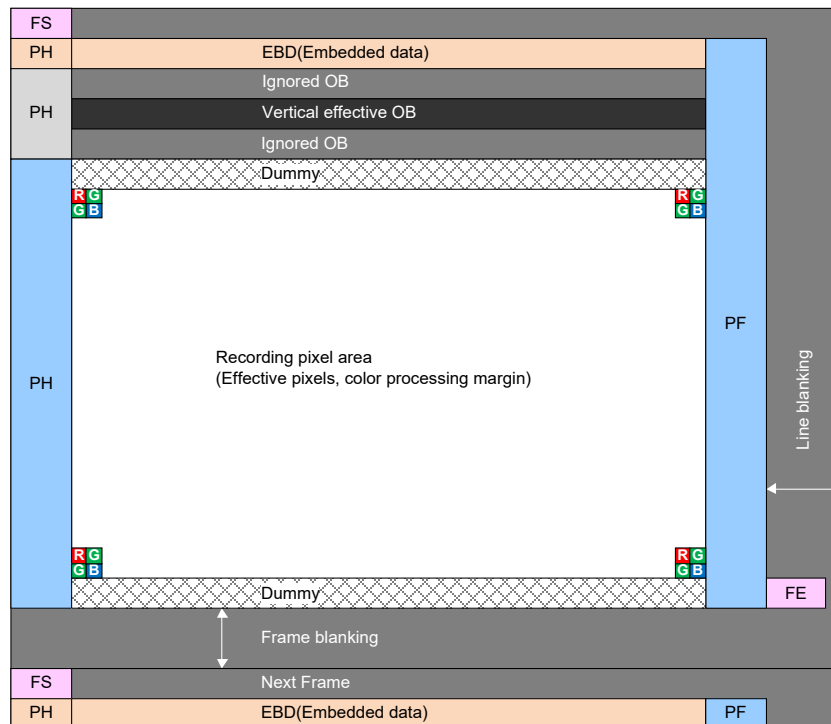 FS
PH EBD(Embedded data)
Ignored OB
PH Vertical effective OB
Ignored OB
Dummy
R G R G
G B G B
PF
Recording pixel area
(Effective pixels, color processing margin)
PH
Line blanking
R G R G
G B G B
Dummy FE
Frame blanking
FS Next Frame
PH EBD(Embedded data) PF